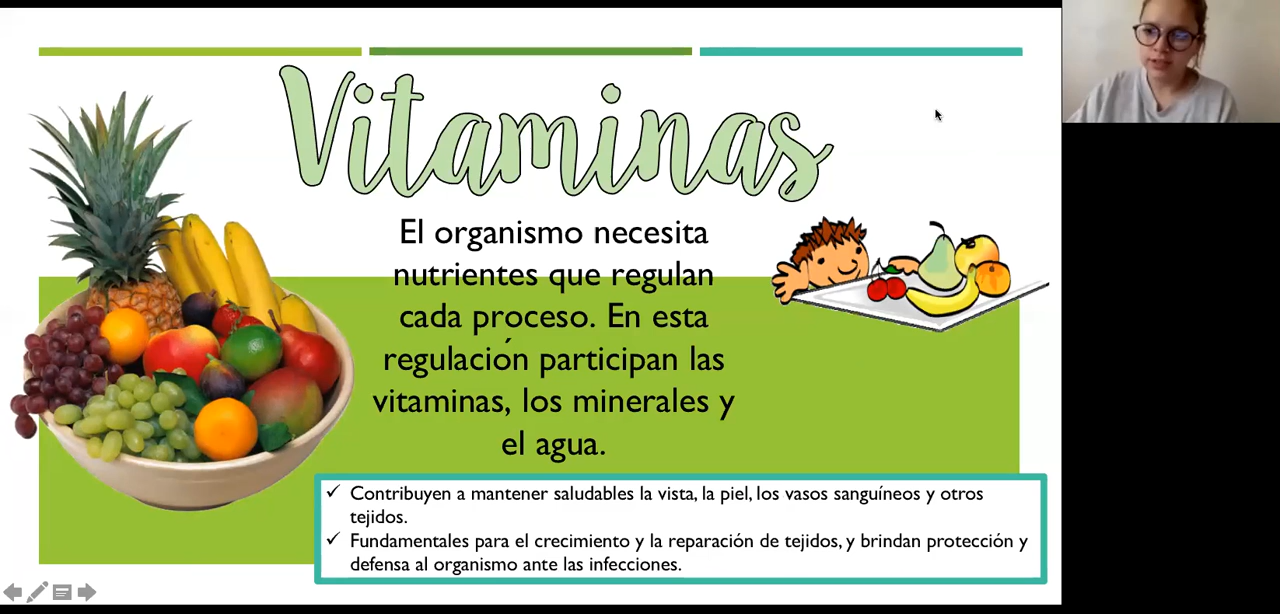 Vitaminas
El organismo necesita
nutrientes que regulan
cada proceso. En esta
regulación participan las
vitaminas, los minerales y
el agua.
✓ Contribuyen a mantener saludables la vista, la piel, los vasos sanguíneos y otros
tejidos.
✓ Fundamentales para el crecimiento y la reparación de tejidos, y brindan protección y
defensa al organismo ante las infecciones.